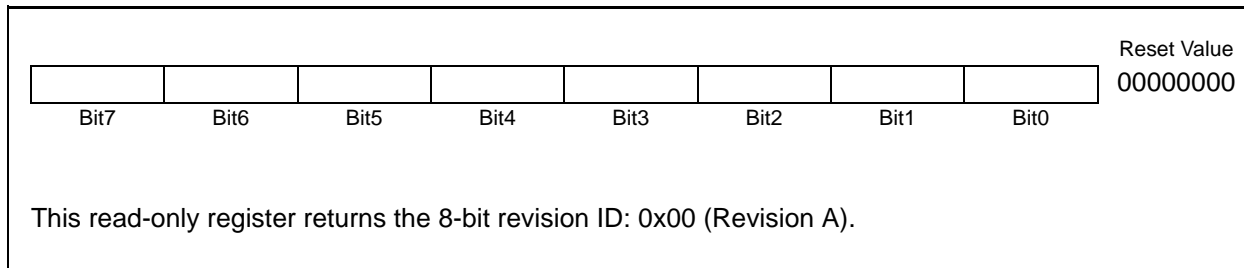 Reset Value
00000000
Bit7 Bit6 Bit5 Bit4 Bit3 Bit2 Bit1 Bit0
This read-only register returns the 8-bit revision ID: 0x00 (Revision A).